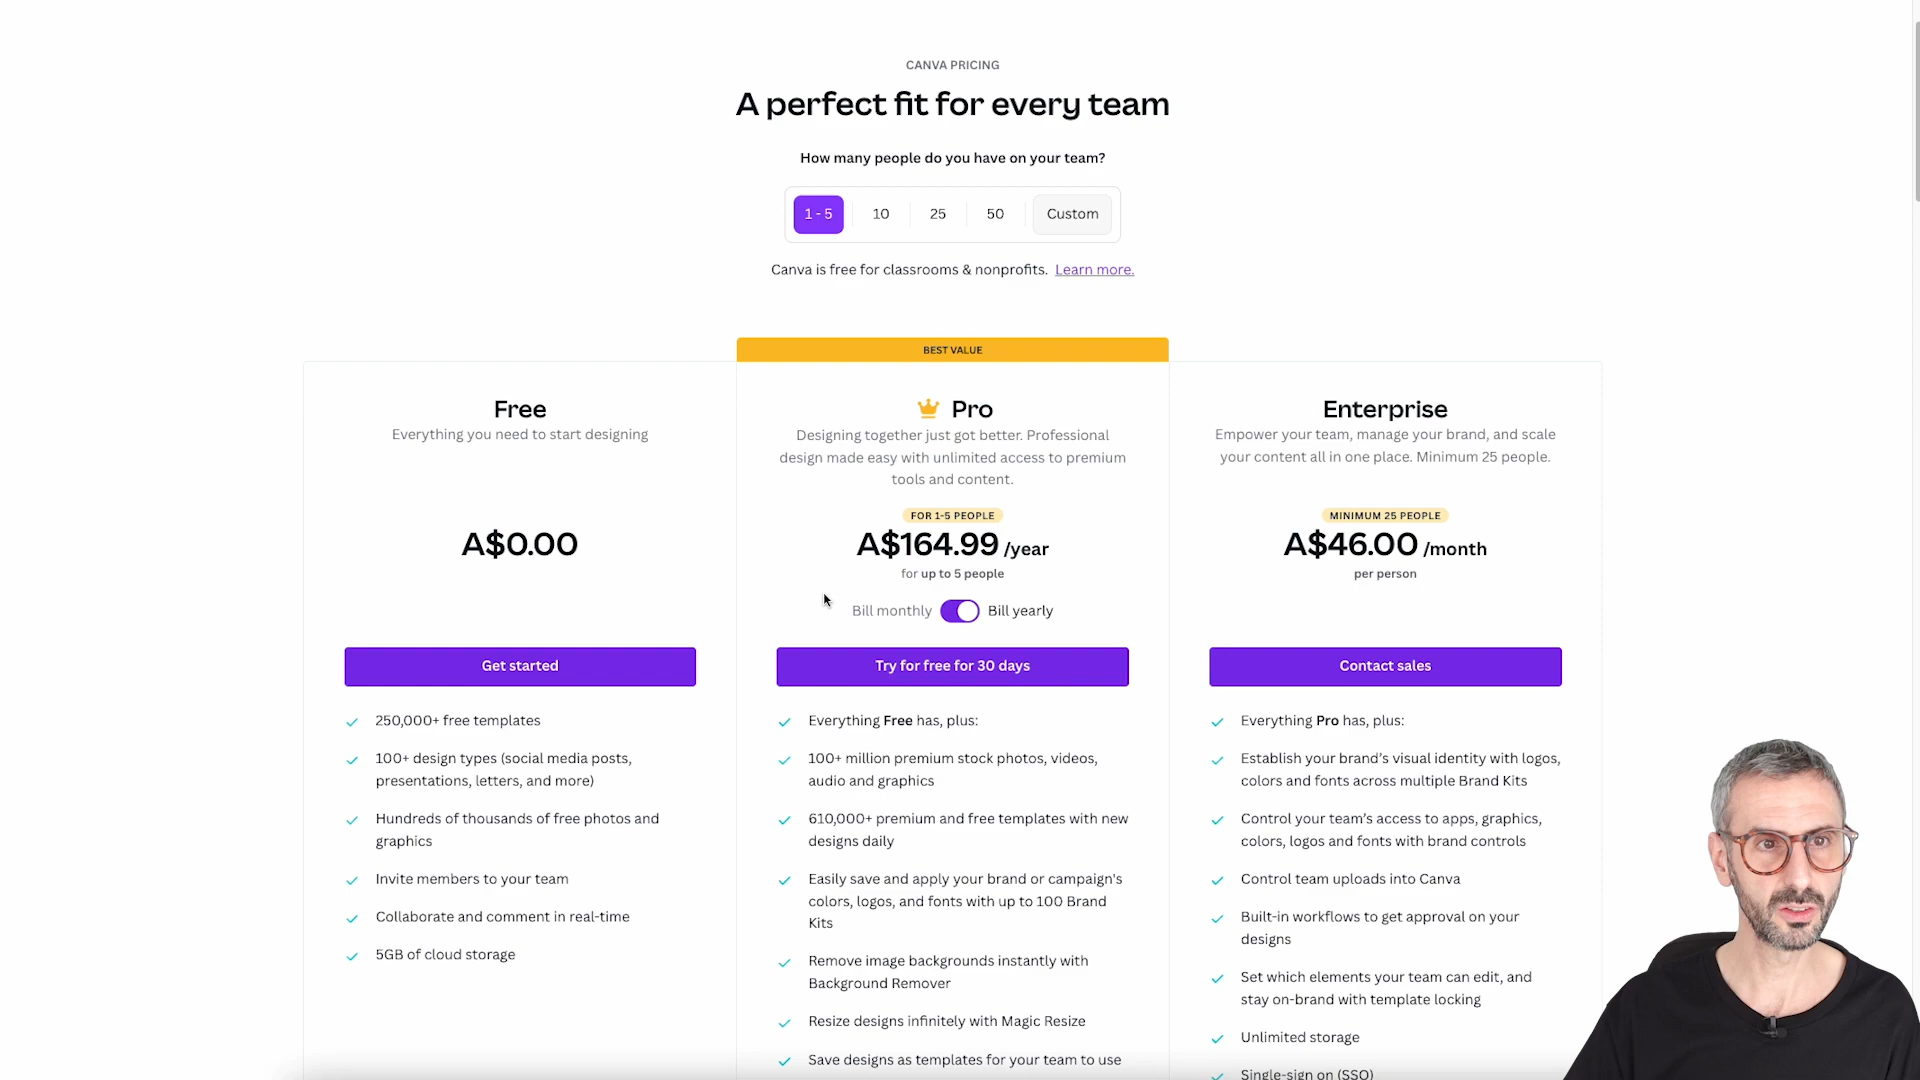 CANVA PRICING
A perfect fit for every team
How many people do you have on your team?
1 - 5 10 25 50 Custom
Canva is free for classrooms & nonprofits. Learn more.
BEST VALUE
Free
Everything you need to start designing
A$0.00
Get started
250,000+ free templates
100+ design types (social media posts,
presentations, letters, and more)
Hundreds of thousands of free photos and
graphics
Invite members to your team
Collaborate and comment in real-time
5GB of cloud storage
Pro
Designing together just got better. Professional
design made easy with unlimited access to premium
tools and content.
FOR 1-5 PEOPLE
A$164.99 /year
for up to 5 people
Bill monthly Bill yearly
Try for free for 30 days
Everything Free has, plus:
100+ million premium stock photos, videos,
audio and graphics
610,000+ premium and free templates with new
designs daily
Easily save and apply your brand or campaign's
colors, logos, and fonts with up to 100 Brand
Kits
Remove image backgrounds instantly with
Background Remover
Resize designs infinitely with Magic Resize
Save designs as templates for your team to use
Enterprise
Empower your team, manage your brand, and scale
your content all in one place. Minimum 25 people.
MINIMUM 25 PEOPLE
A$46.00 /month
per person
Contact sales
Everything Pro has, plus:
Establish your brand’s visual identity with logos,
colors and fonts across multiple Brand Kits
Control your team’s access to apps, graphics,
colors, logos and fonts with brand controls
Control team uploads into Canva
Built-in workflows to get approval on your
designs
Set which elements your team can edit, and
stay on-brand with template locking
Unlimited storage
Single-sign on (SSO)